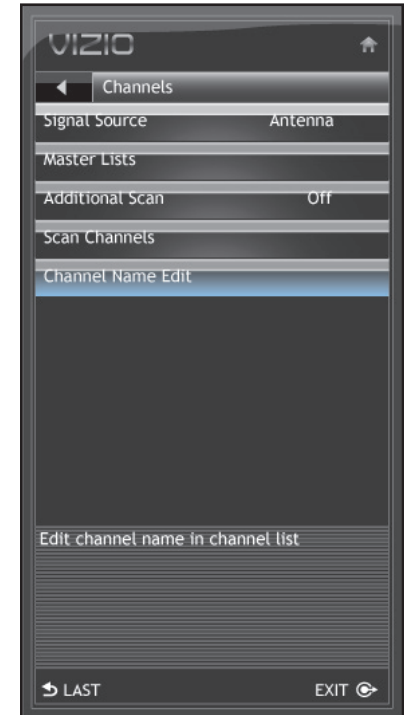 VIZIO
Channels
Signal Source Antenna
Master Lists
Additional Scan Off
Scan Channels
Channel Name Edit
Edit channel name in channel list
LAST EXIT